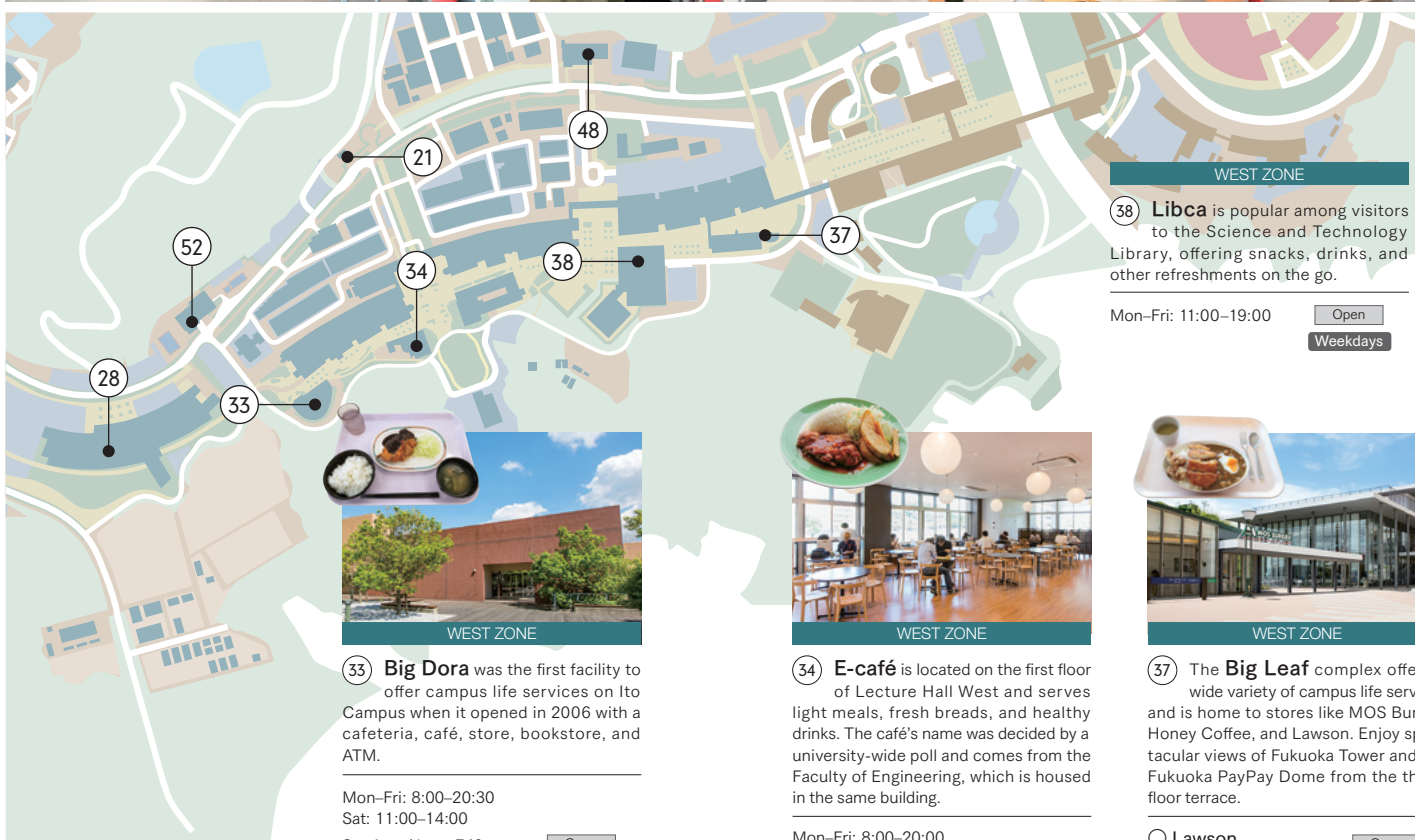 48
21
52
34
38
37
28
33
WEST ZONE
38 Libca is popular among visitors
to the Science and Technology
Library, offering snacks, drinks, and
other refreshments on the go.
Mon–Fri: 11:00–19:00 Open
Weekdays
WEST ZONE
33 Big Dora was the first facility to
offer campus life services on Ito
Campus when it opened in 2006 with a
cafeteria, café, store, bookstore, and
ATM.
Mon–Fri: 8:00–20:30
Sat: 11:00–14:00
WEST ZONE
34 E-café is located on the first floor
of Lecture Hall West and serves
light meals, fresh breads, and healthy
drinks. The café's name was decided by a
university-wide poll and comes from the
Faculty of Engineering, which is housed
in the same building.
Mon–Fri: 8:00–20:00
WEST ZONE
37 The Big Leaf complex offe
wide variety of campus life serv
and is home to stores like MOS Bur
Honey Coffee, and Lawson. Enjoy sp
tacular views of Fukuoka Tower and
Fukuoka PayPay Dome from the th
floor terrace.
○ Lawson